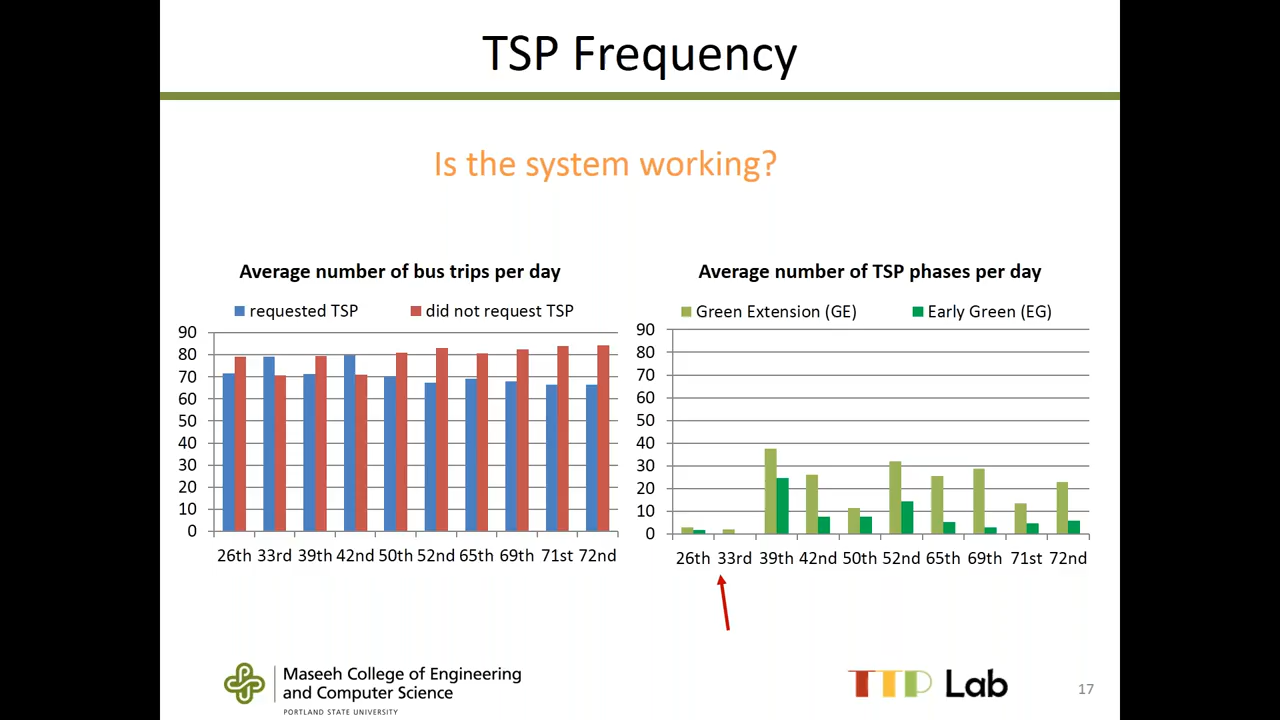 TSP Frequency
Is the system working?
Average number of bus trips per day
requested TSP
did not request TSP
90
80
70
60
50
40
30
20
10
0
26th 33rd 39th 42nd 50th 52nd 65th 69th 71st 72nd
Average number of TSP phases per day
Green Extension (GE)
Early Green (EG)
90
80
70
60
50
40
30
20
10
0
26th 33rd 39th 42nd 50th 52nd 65th 69th 71st 72nd
Maseeh College of Engineering
and Computer Science
PORTLAND STATE UNIVERSITY
TTP Lab
17